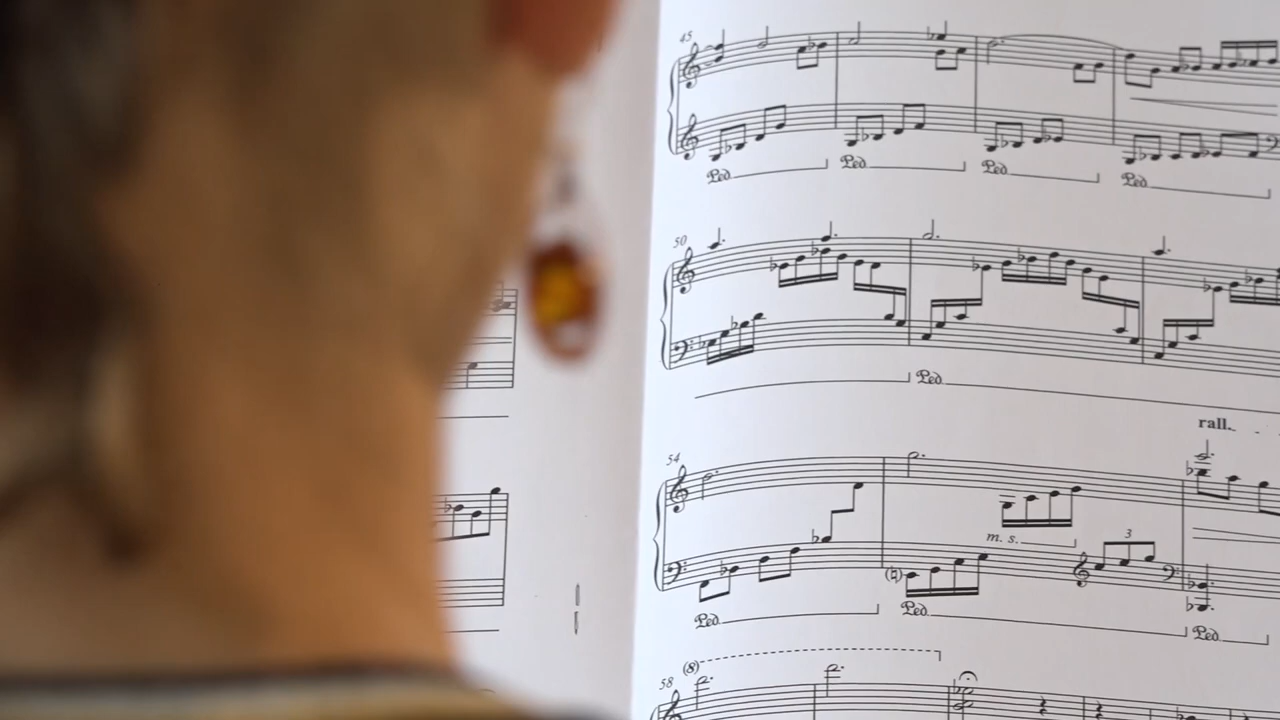 45
Ped. Ped. Ped. Ped.
50
Ped.
rall.
54
m. s. 3
Ped. Ped. Ped.
(8)
58